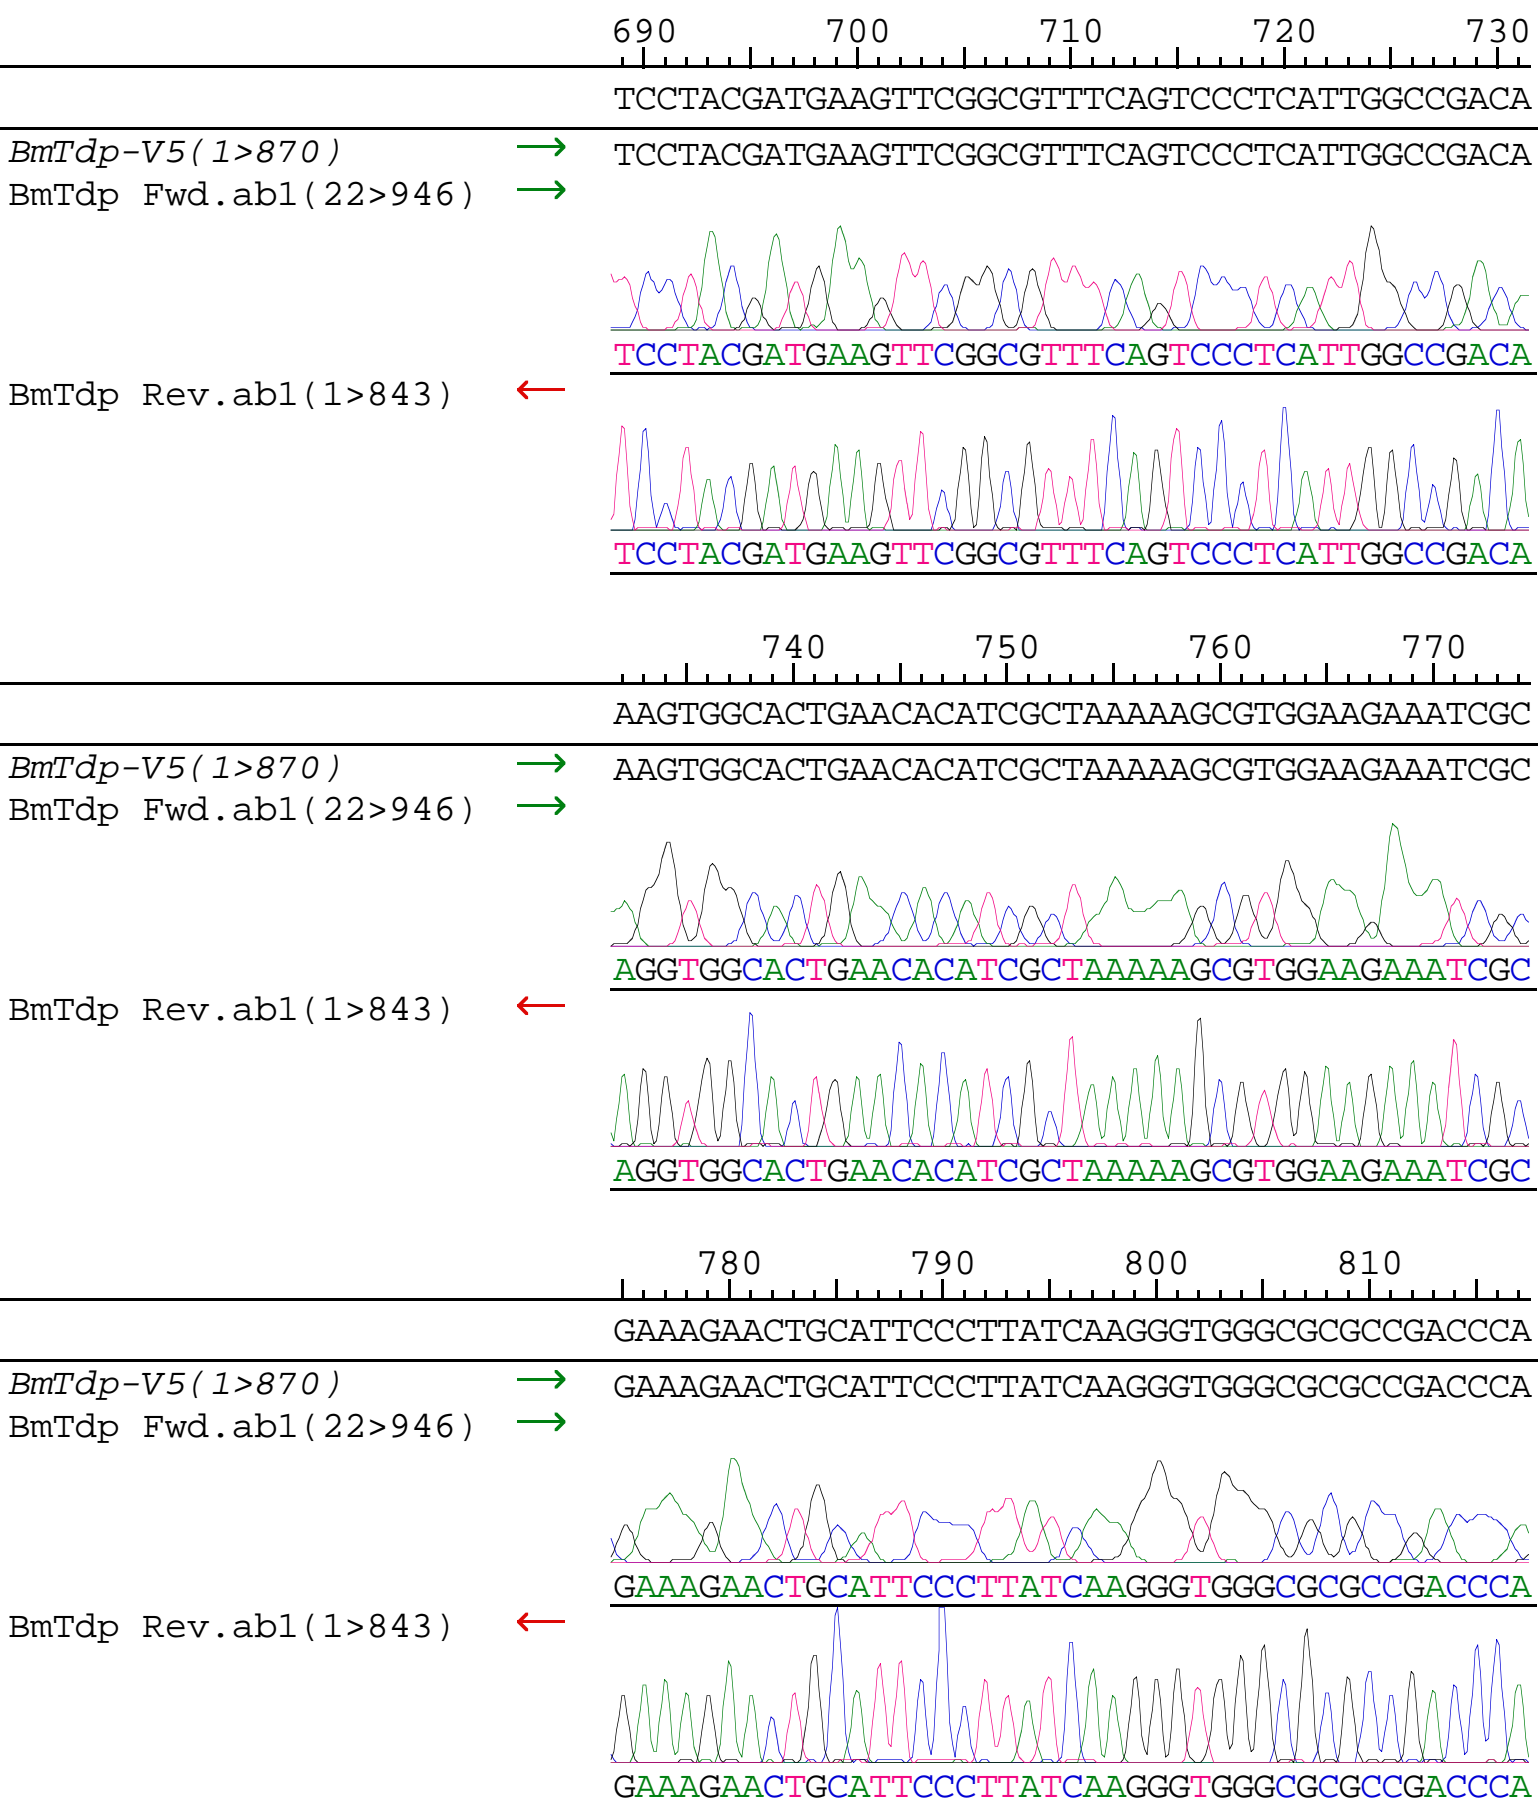 690 700 710 720 730
TCCTACGATGAAGTTCGGCGTTTCAGTCCCTCATTGGCCGACA
BmTdp-V5(1>870) → TCCTACGATGAAGTTCGGCGTTTCAGTCCCTCATTGGCCGACA
BmTdp Fwd.ab1(22>946) →
TCCTACGATGAAGTTCGGCGTTTCAGTCCCTCATTGGCCGACA
BmTdp Rev.ab1(1>843) ←
TCCTACGATGAAGTTCGGCGTTTCAGTCCCTCATTGGCCGACA
740 750 760 770
AAGTGGCACTGAACACATCGCTAAAAAGCGTGGAAGAAATCGC
BmTdp-V5(1>870) → AAGTGGCACTGAACACATCGCTAAAAAGCGTGGAAGAAATCGC
BmTdp Fwd.ab1(22>946) →
AGGTGGCACTGAACACATCGCTAAAAAGCGTGGAAGAAATCGC
BmTdp Rev.ab1(1>843) ←
AGGTGGCACTGAACACATCGCTAAAAAGCGTGGAAGAAATCGC
780 790 800 810
GAAAGAACTGCATTCCCTTATCAAGGGTGGGCGCGCCGACCCA
BmTdp-V5(1>870) → GAAAGAACTGCATTCCCTTATCAAGGGTGGGCGCGCCGACCCA
BmTdp Fwd.ab1(22>946) →
GAAAGAACTGCATTCCCTTATCAAGGGTGGGCGCGCCGACCCA
BmTdp Rev.ab1(1>843) ←
GAAAGAACTGCATTCCCTTATCAAGGGTGGGCGCGCCGACCCA